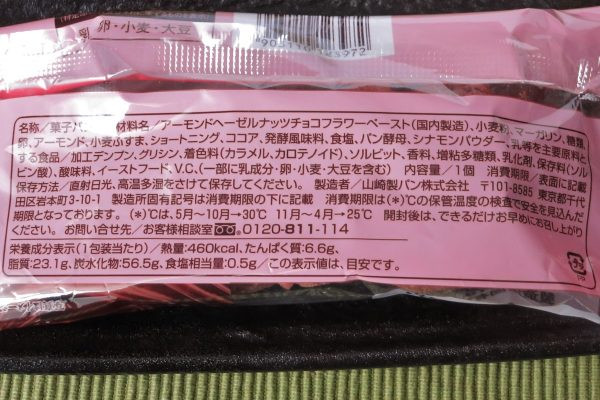 乳・卵・小麦・大豆
名称/菓子パン 原材料名/アーモンドヘーゼルナッツチョコフラワーペースト(国内製造)、小麦粉、マーガリン、糖類、
卵、アーモンド、小麦ふすま、ショートニング、ココア、発酵風味料、食塩、パン酵母、シナモンパウダー、乳等を主要原料と
する食品/加工デンプン、グリシン、着色料(カラメル、カロテノイド)、ソルビット、香料、増粘多糖類、乳化剤、保存料(ソル
ビン酸)、酸味料、イーストフード、V.C、(一部に乳成分・卵・小麦・大豆を含む) 内容量/1個 消費期限/表面に記載
保存方法/直射日光、高温多湿をさけて保存してください。 製造者/山崎製パン株式会社 〒101-8585 東京都千代
田区岩本町3-10-1 製造所固有記号は消費期限の下に記載 消費期限は(*)℃の保管温度の検査で安全を見込んだ
期限となっております。 (*)℃は、5月〜10月〉30℃ 11月〜4月〉25℃ 開封後は、できるだけお早めにお召し上がり
ください。 お問い合せ先/お客様相談室 0120-811-114
栄養成分表示(1包装当たり)/熱量:460kcal、たんぱく質:6.6g、
脂質:23.1g、炭水化物:56.5g、食塩相当量:0.5g/この表示値は、目安です。